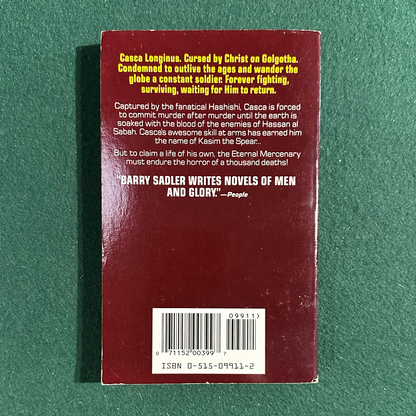 Casca Longinus. Cursed by Christ on Golgotha.
Condemned to outlive the ages and wander the
globe a constant soldier. Forever fighting,
surviving, waiting for Him to return.
Captured by the fanatical Hashishi, Casca is forced
to commit murder after murder until the earth is
soaked with the blood of the enemies of Hassan al
Sabah. Casca's awesome skill at arms has earned him
the name of Kasim the Spear...
But to claim a life of his own, the Eternal Mercenary
must endure the horror of a thousand deaths!
"BARRY SADLER WRITES NOVELS OF MEN
AND GLORY."—People
09911>
0 71152 00399 7
ISBN 0-515-09911-2